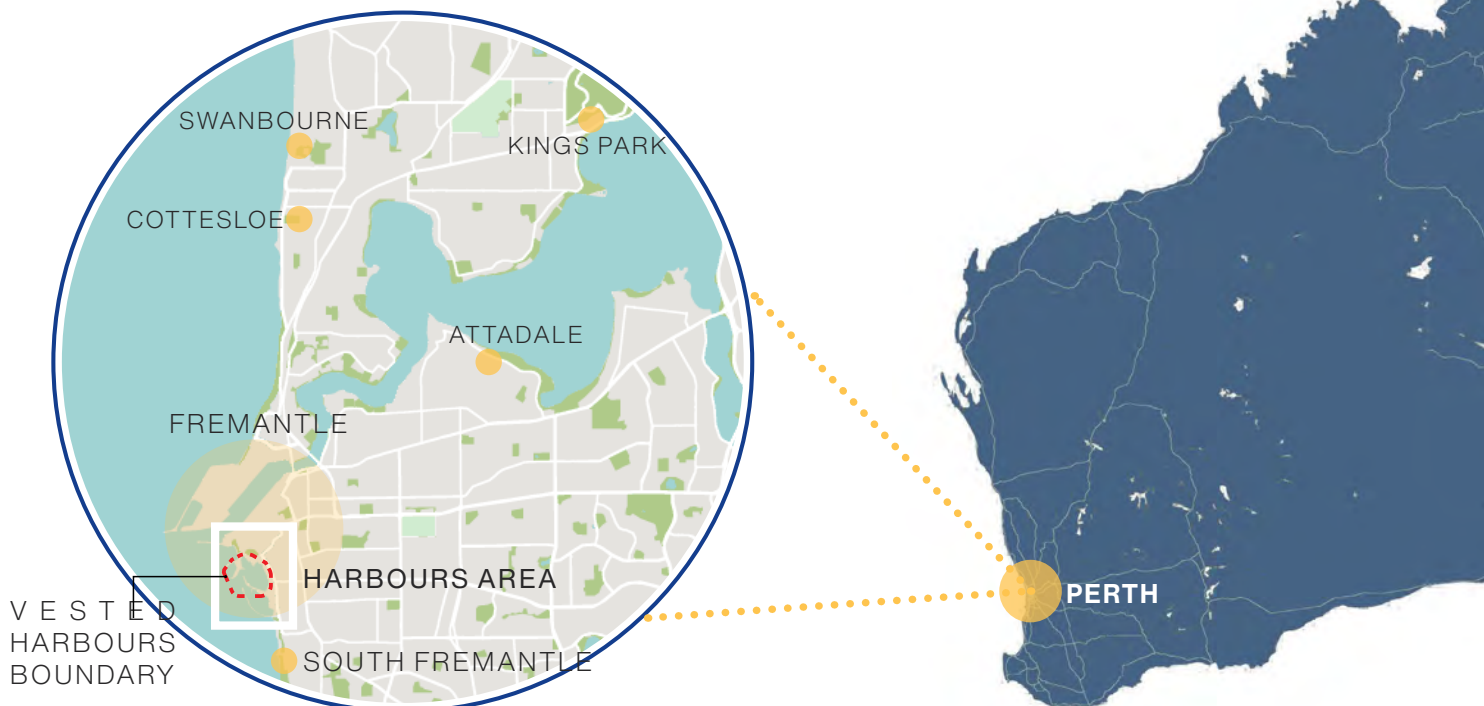 SWANBOURNE
KINGS PARK
COTTESLOE
ATTADALE
FREMANTLE
HARBOURS AREA
PERTH
VESTED
HARBOURS
BOUNDARY
SOUTH FREMANTLE